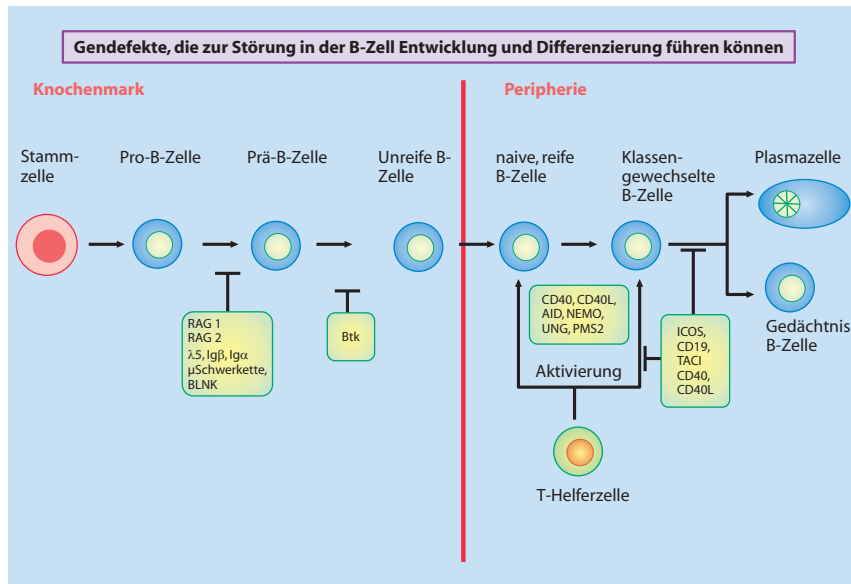 Gendefekte, die zur Störung in der B-Zell Entwicklung und Differenzierung führen können
Knochenmark
Peripherie
Stamm-
zelle
Pro-B-Zelle
Prä-B-Zelle
Unreife B-
Zelle
naive, reife
B-Zelle
Klassen-
gewechselte
B-Zelle
Plasmazelle
RAG 1
RAG 2
λ5, Igβ, Igα
μSchwerkette,
BLNK
Btk
CD40, CD40L,
AID, NEMO,
UNG, PMS2
Aktivierung
ICOS,
CD19,
TACI
CD40,
CD40L
Gedächtnis
B-Zelle
T-Helferzelle